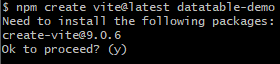 $ npm create vite@latest datatable-demo
Need to install the following packages:
create-vite@9.0.6
Ok to proceed? (y)